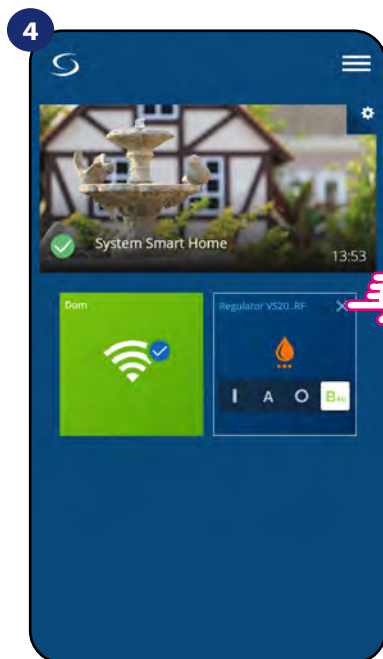 4
System Smart Home
13:53
Dom
Regulator VS20..RF
I A O B